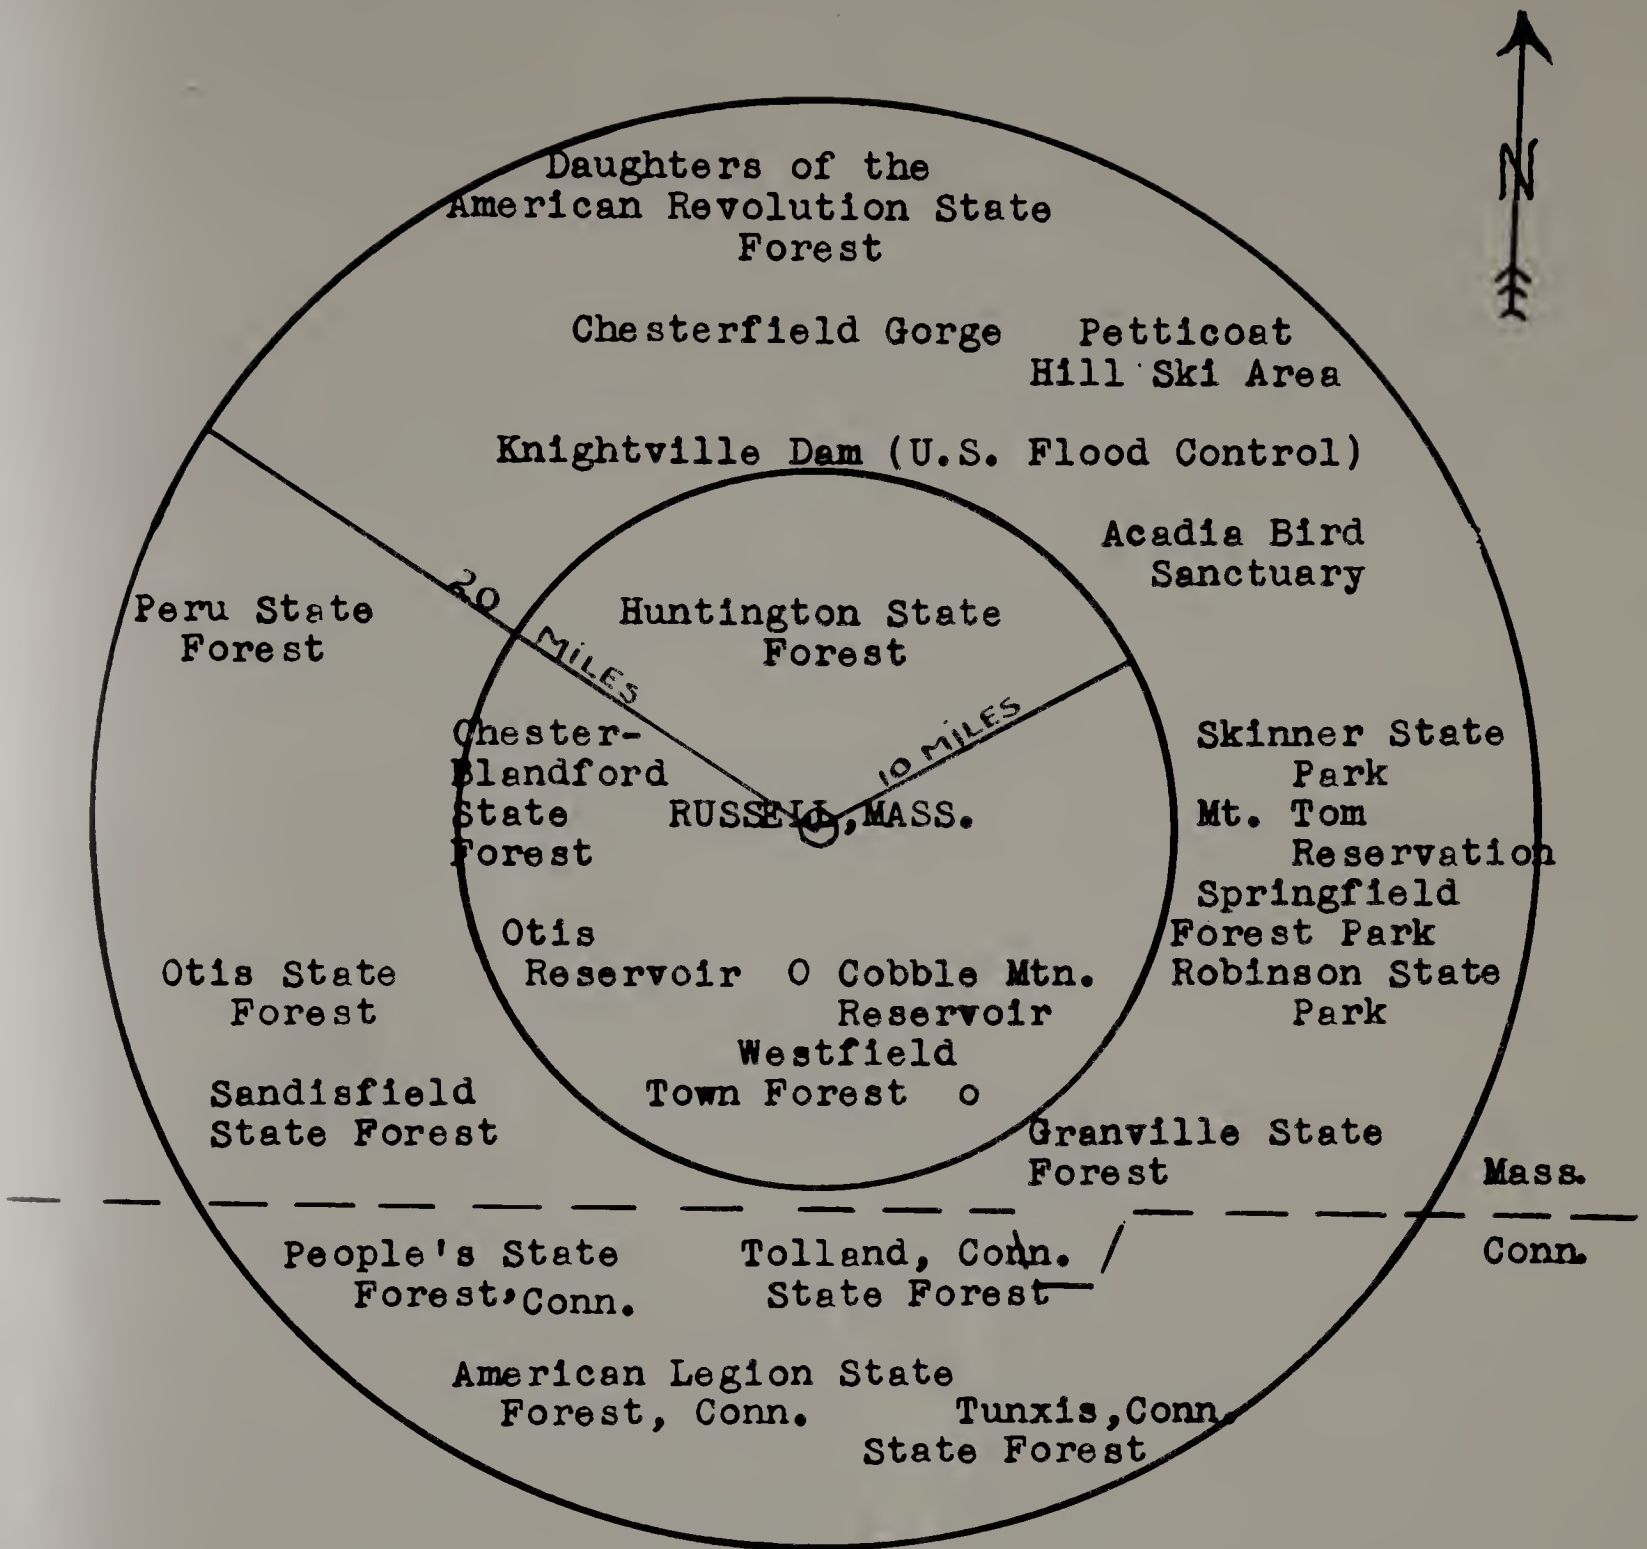 N
Daughters of the
American Revolution State
Forest
Chesterfield Gorge
Petticoat
Hill Ski Area
Knightville Dam (U.S. Flood Control)
Acadia Bird
Sanctuary
Peru State
Forest
20 MILES
Huntington State
Forest
10 MILES
Chester-
Blandford
State
Forest
RUSSELL, MASS.
Skinner State
Park
Mt. Tom
Reservation
Springfield
Forest Park
Robinson State
Park
Otis
Reservoir
O Cobble Mtn.
Reservoir
Otis State
Forest
Westfield
Town Forest o
Sandisfield
State Forest
Granville State
Forest
Mass.
Conn.
People's State
Forest, Conn.
Tolland, Conn.
State Forest
American Legion State
Forest, Conn.
Tunxis, Conn.
State Forest